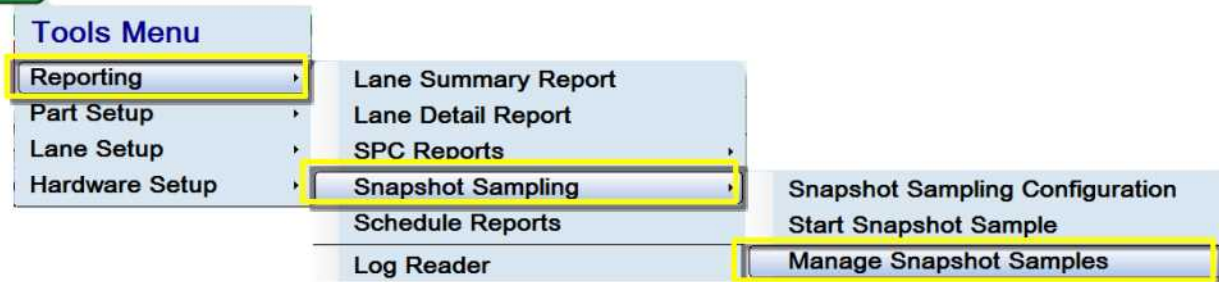 Tools Menu
Reporting
Part Setup
Lane Setup
Hardware Setup
Lane Summary Report
Lane Detail Report
SPC Reports
Snapshot Sampling
Schedule Reports
Log Reader
Snapshot Sampling Configuration
Start Snapshot Sample
Manage Snapshot Samples